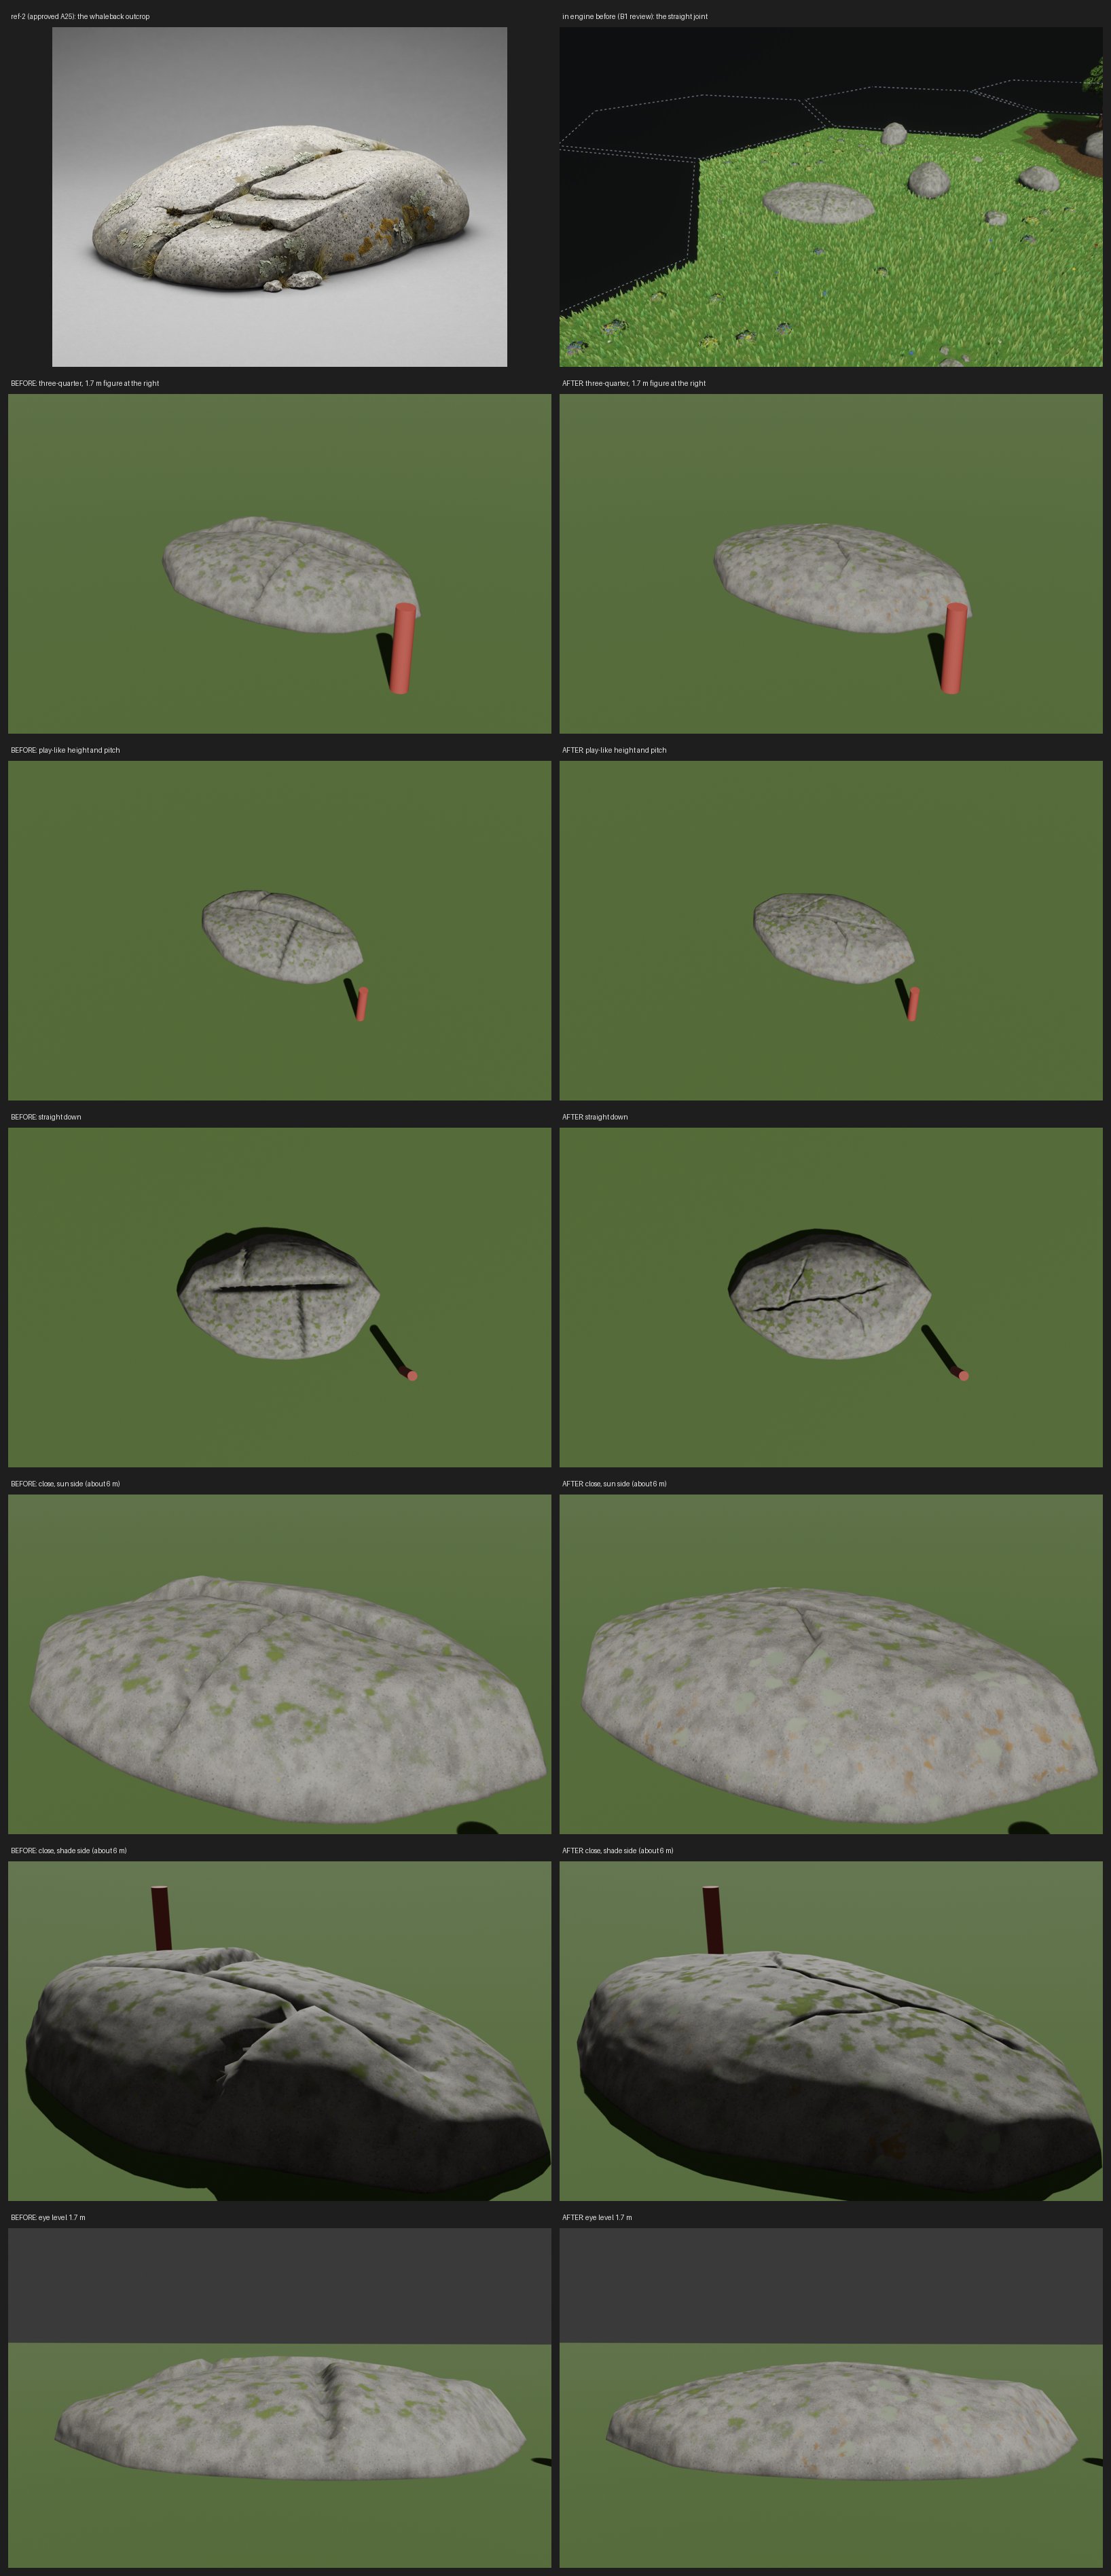 ref-2 (approved A25): the whaleback outcrop
in engine before (B1 review): the straight joint
BEFORE: three-quarter, 1.7 m figure at the right
AFTER: three-quarter, 1.7 m figure at the right
BEFORE: play-like height and pitch
AFTER: play-like height and pitch
BEFORE: straight down
AFTER: straight down
BEFORE: close, sun side (about 6 m)
AFTER: close, sun side (about 6 m)
BEFORE: close, shade side (about 6 m)
AFTER: close, shade side (about 6 m)
BEFORE: eye level 1.7 m
AFTER: eye level 1.7 m